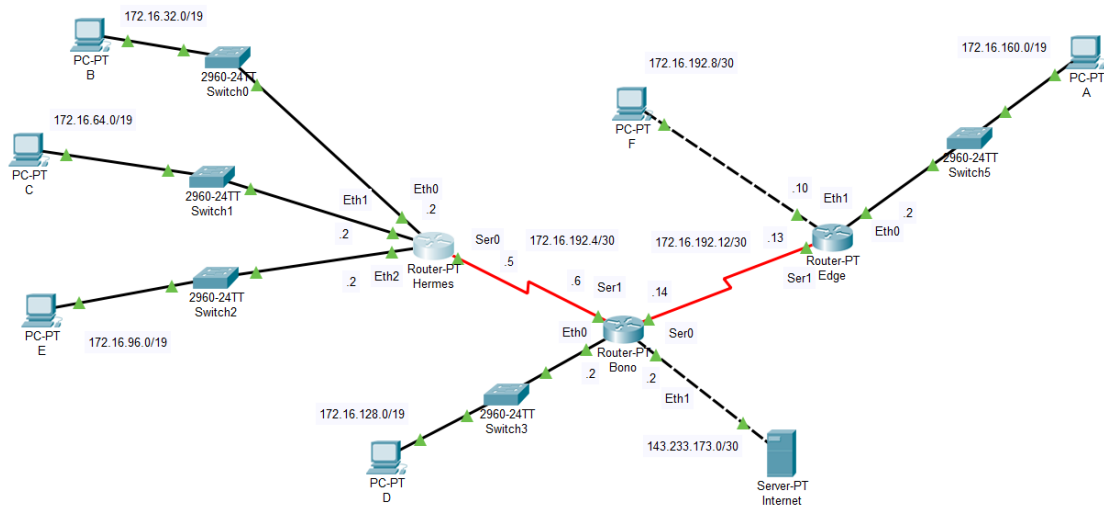 172.16.32.0/19
PC-PT
B
2960-24TT
Switch0
172.16.64.0/19
PC-PT
C
2960-24TT
Switch1
Eth1
Eth0
.2
.2
Eth2
.2
Router-PT
Hermes
Ser0
.5
2960-24TT
Switch2
PC-PT
E
172.16.96.0/19
172.16.192.4/30
.6
Ser1
172.16.192.12/30
.14
Ser0
Eth0
.2
Router-PT
Bono
.2
Eth1
172.16.128.0/19
2960-24TT
Switch3
PC-PT
D
143.233.173.0/30
Server-PT
Internet
172.16.192.8/30
PC-PT
F
.10
Eth1
.2
Eth0
.13
Ser1
Router-PT
Edge
172.16.160.0/19
PC-PT
A
2960-24TT
Switch5